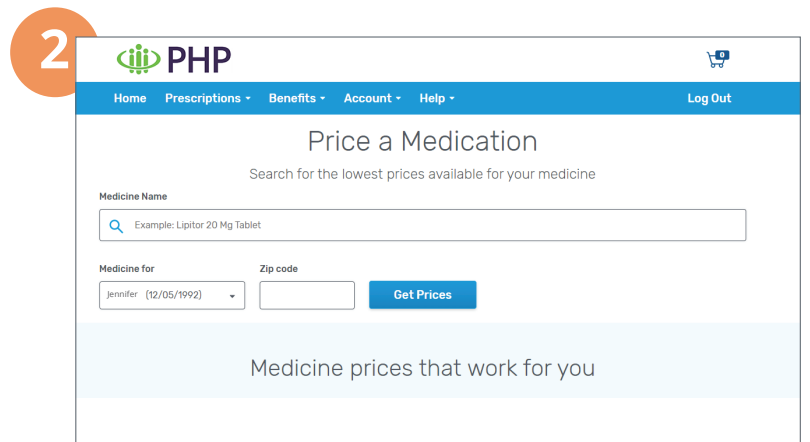 2
PHP
0
Home Prescriptions Benefits Account Help Log Out
Price a Medication
Search for the lowest prices available for your medicine
Medicine Name
Example: Lipitor 20 Mg Tablet
Medicine for Zip code
Jennifer (12/05/1992) Get Prices
Medicine prices that work for you